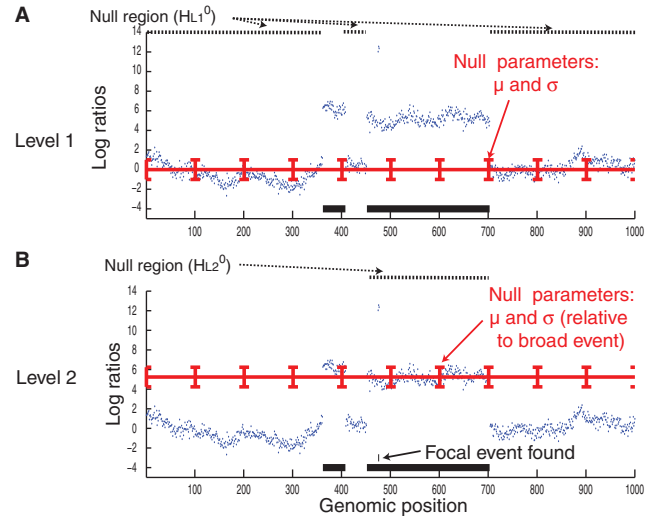 A
Null region (HL1⁰)
Level 1
Log ratios
14
12
10
8
6
4
2
0
-2
-4
Null parameters:
μ and σ
100 200 300 400 500 600 700 800 900 1000
B
Null region (HL2⁰)
Level 2
Log ratios
14
12
10
8
6
4
2
0
-2
-4
Null parameters:
μ and σ (relative
to broad event)
Focal event found
100 200 300 400 500 600 700 800 900 1000
Genomic position